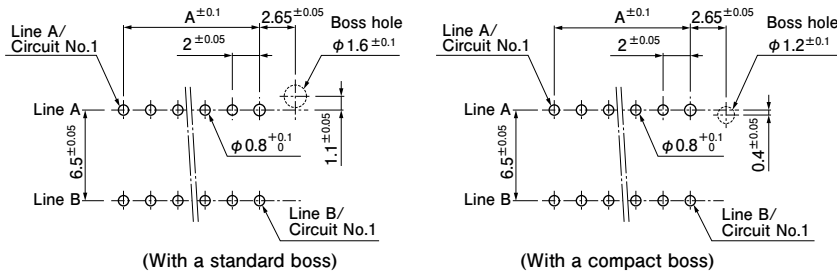 A±0.1
2.65±0.05
Line A/
Circuit No.1
2±0.05
Boss hole
φ1.6±0.1
Line A
6.5±0.05
φ0.8+0.1 0
1.1±0.05
Line B
Line B/
Circuit No.1
(With a standard boss)
A±0.1
2.65±0.05
Line A/
Circuit No.1
2±0.05
Boss hole
φ1.2±0.1
Line A
6.5±0.05
φ0.8+0.1 0
0.4±0.05
Line B
Line B/
Circuit No.1
(With a compact boss)